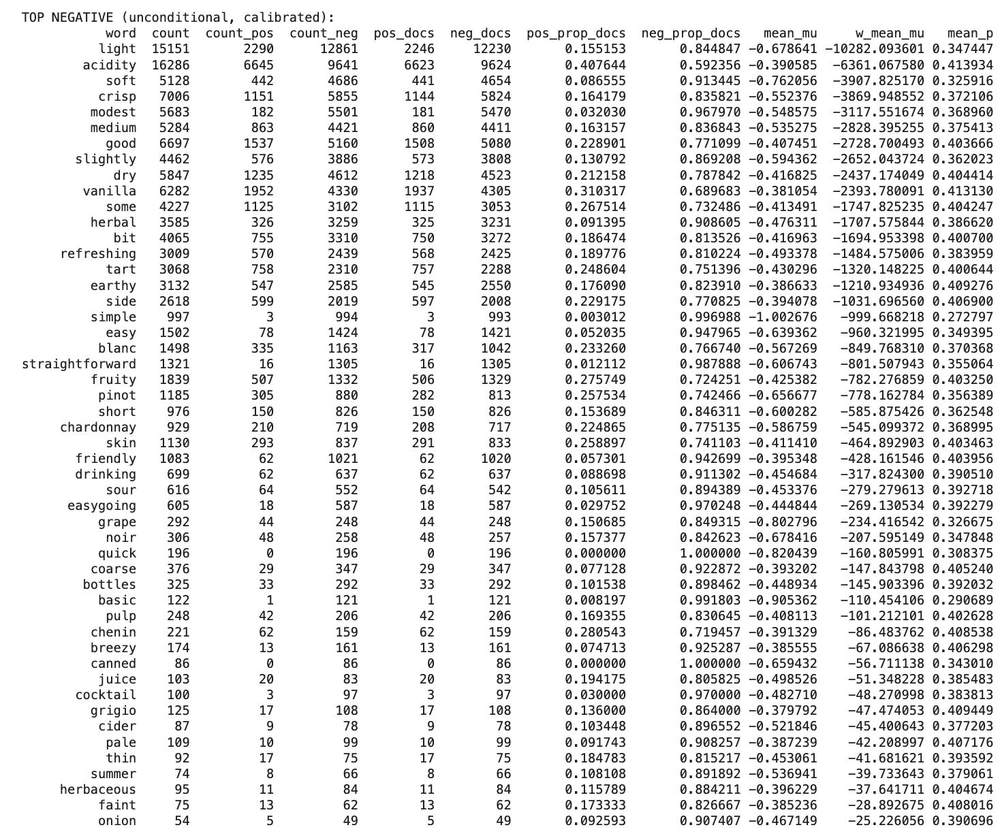 TOP NEGATIVE (unconditional, calibrated):
word count count_pos count_neg pos_docs neg_docs pos_prop_docs neg_prop_docs mean_mu w_mean_mu mean_p
light 15151 2290 12861 2246 12230 0.155153 0.844847 -0.678641 -10282.093601 0.347447
acidity 16286 6645 9641 6623 9624 0.407644 0.592356 -0.390585 -6361.067580 0.413934
soft 5128 442 4686 441 4654 0.086555 0.913445 -0.762056 -3907.825170 0.325916
crisp 7006 1151 5855 1144 5824 0.164179 0.835821 -0.552376 -3869.948552 0.372106
modest 5683 182 5501 181 5470 0.032030 0.967970 -0.548575 -3117.551674 0.368960
medium 5284 863 4421 860 4411 0.163157 0.836843 -0.535275 -2828.395255 0.375413
good 6697 1537 5160 1508 5080 0.228901 0.771099 -0.407451 -2728.700493 0.403666
slightly 4462 576 3886 573 3808 0.130792 0.869208 -0.594362 -2652.043724 0.362023
dry 5847 1235 4612 1218 4523 0.212158 0.787842 -0.416825 -2437.174049 0.404414
vanilla 6282 1952 4330 1937 4305 0.310317 0.689683 -0.381054 -2393.780091 0.413130
some 4227 1125 3102 1115 3053 0.267514 0.732486 -0.413491 -1747.825235 0.404247
herbal 3585 326 3259 325 3231 0.091395 0.908605 -0.476311 -1707.575844 0.386620
bit 4065 755 3310 750 3272 0.186474 0.813526 -0.416963 -1694.953398 0.400700
refreshing 3009 570 2439 568 2425 0.189776 0.810224 -0.493378 -1484.575006 0.383959
tart 3068 758 2310 757 2288 0.248604 0.751396 -0.430296 -1320.148225 0.400644
earthy 3132 547 2585 545 2550 0.176090 0.823910 -0.386633 -1210.934936 0.409276
side 2618 599 2019 597 2008 0.229175 0.770825 -0.394078 -1031.696560 0.406900
simple 997 3 994 3 993 0.003012 0.996988 -1.002676 -999.668218 0.272797
easy 1502 78 1424 78 1421 0.052035 0.947965 -0.639362 -960.321995 0.349395
blanc 1498 335 1163 317 1042 0.233260 0.766740 -0.567269 -849.768310 0.370368
straightforward 1321 16 1305 16 1305 0.012112 0.987888 -0.606743 -801.507943 0.355064
fruity 1839 507 1332 506 1329 0.275749 0.724251 -0.425382 -782.276859 0.403250
pinot 1185 305 880 282 813 0.257534 0.742466 -0.656677 -778.162784 0.356389
short 976 150 826 150 826 0.153689 0.846311 -0.600282 -585.875426 0.362548
chardonnay 929 210 719 208 717 0.224865 0.775135 -0.586759 -545.099372 0.368995
skin 1130 293 837 291 833 0.258897 0.741103 -0.411410 -464.892903 0.403463
friendly 1083 62 1021 62 1020 0.057301 0.942699 -0.395348 -428.161546 0.403956
drinking 699 62 637 62 637 0.088698 0.911302 -0.454684 -317.824300 0.390510
sour 616 64 552 64 542 0.105611 0.894389 -0.453376 -279.279613 0.392718
easygoing 605 18 587 18 587 0.029752 0.970248 -0.444844 -269.130534 0.392279
grape 292 44 248 44 248 0.150685 0.849315 -0.802796 -234.416542 0.326675
noir 306 48 258 48 257 0.157377 0.842623 -0.678416 -207.595149 0.347848
quick 196 0 196 0 196 0.000000 1.000000 -0.820439 -160.805991 0.308375
coarse 376 29 347 29 347 0.077128 0.922872 -0.393202 -147.843798 0.405240
bottles 325 33 292 33 292 0.101538 0.898462 -0.448934 -145.903396 0.392032
basic 122 1 121 1 121 0.008197 0.991803 -0.905362 -110.454106 0.290689
pulp 248 42 206 42 206 0.169355 0.830645 -0.408113 -101.212101 0.402628
chenin 221 62 159 62 159 0.280543 0.719457 -0.391329 -86.483762 0.408538
breezy 174 13 161 13 161 0.074713 0.925287 -0.385555 -67.086638 0.406298
canned 86 0 86 0 86 0.000000 1.000000 -0.659432 -56.711138 0.343010
juice 103 20 83 20 83 0.194175 0.805825 -0.498526 -51.348228 0.385483
cocktail 100 3 97 3 97 0.030000 0.970000 -0.482710 -48.270998 0.383813
grigio 125 17 108 17 108 0.136000 0.864000 -0.379792 -47.474053 0.409449
cider 87 9 78 9 78 0.103448 0.896552 -0.521846 -45.400643 0.377203
pale 109 10 99 10 99 0.091743 0.908257 -0.387239 -42.208997 0.407176
thin 92 17 75 17 75 0.184783 0.815217 -0.453061 -41.681621 0.393592
summer 74 8 66 8 66 0.108108 0.891892 -0.536941 -39.733643 0.379061
herbaceous 95 11 84 11 84 0.115789 0.884211 -0.396229 -37.641711 0.404674
faint 75 13 62 13 62 0.173333 0.826667 -0.385236 -28.892675 0.408016
onion 54 5 49 5 49 0.092593 0.907407 -0.467149 -25.226056 0.390696